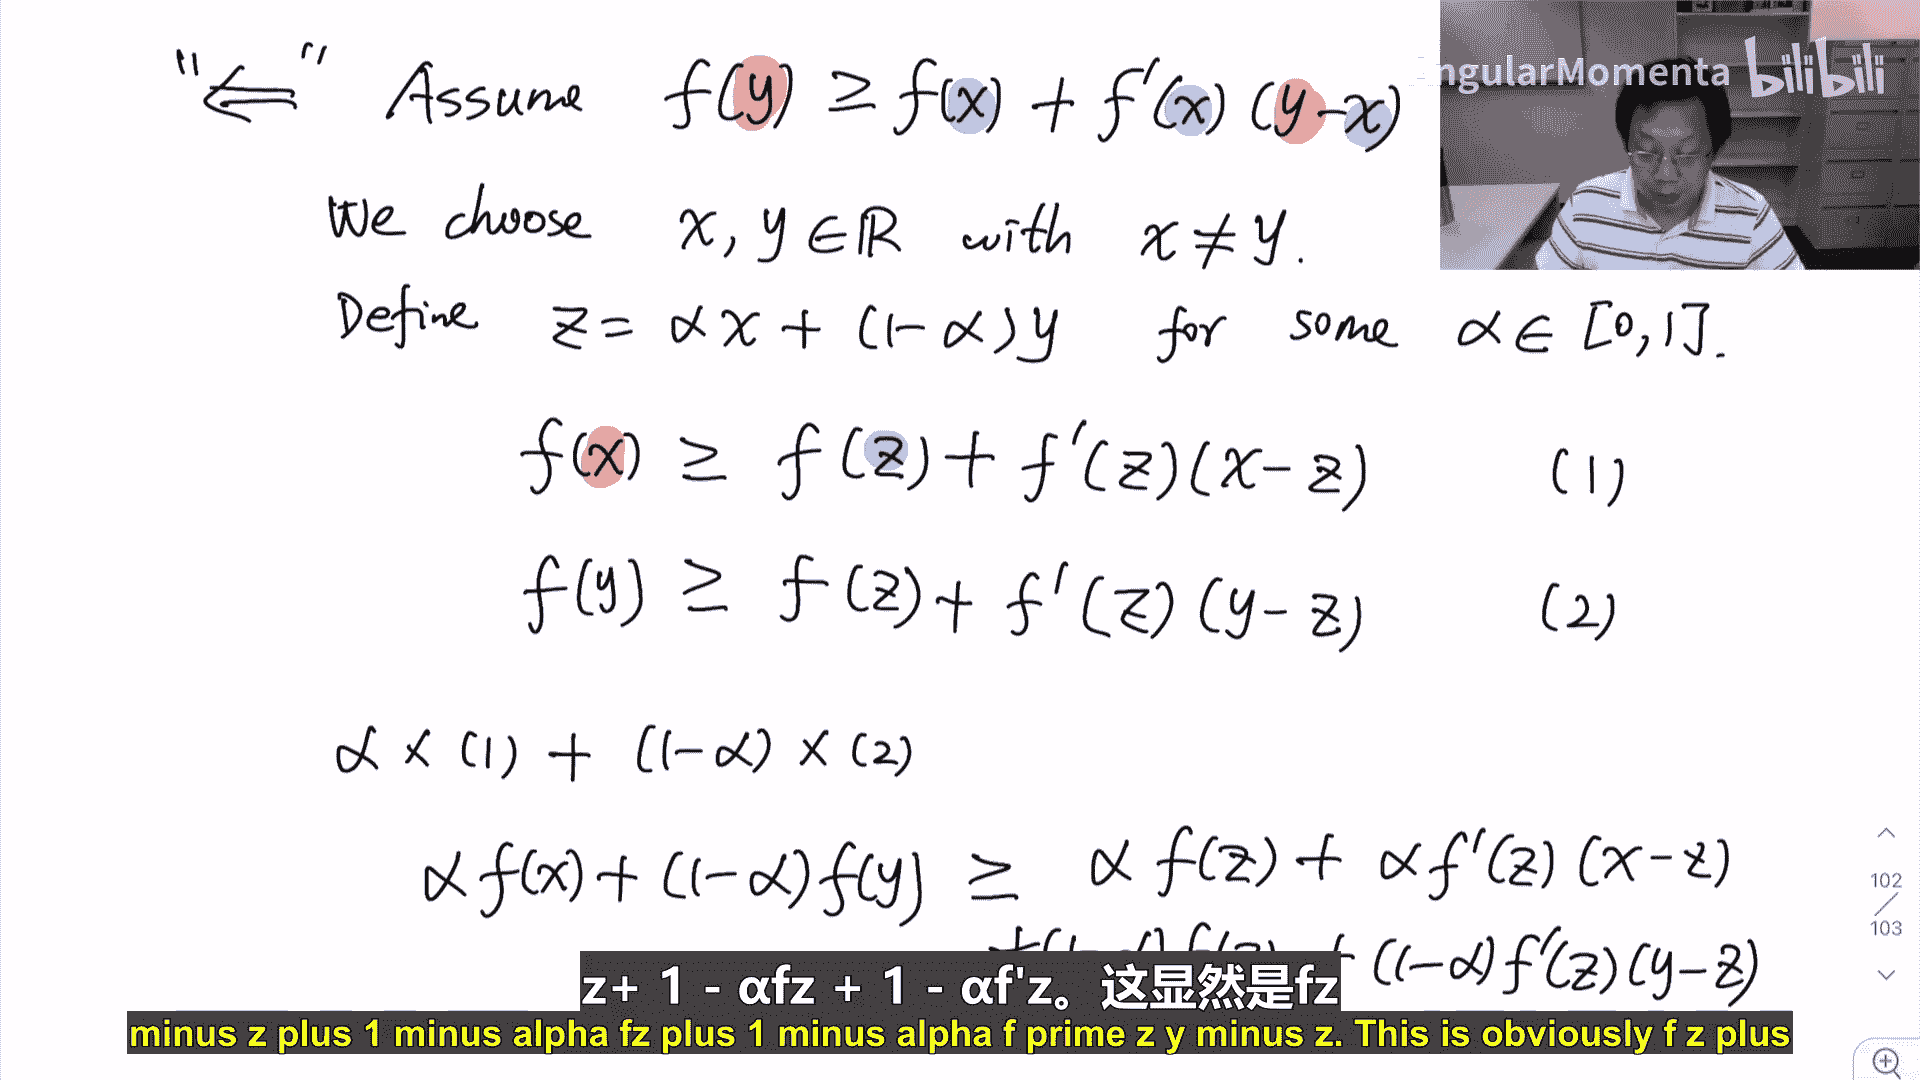 "⇐" Assume f(y) ≥ f(x) + f'(x) (y-x)
ngularMomenta bilibili
We choose x, y ∈ ℝ with x ≠ y.
Define z = αx + (1-α)y for some α ∈ [0,1].
f(x) ≥ f(z) + f'(z)(x-z) (1)
f(y) ≥ f(z) + f'(z)(y-z) (2)
α × (1) + (1-α) × (2)
αf(x) + (1-α)f(y) ≥ αf(z) + αf'(z)(x-z)
(1-α)f'(z)(y-z)
102
/
103
z+ 1 - αfz + 1 - αf'z。这显然是fz
minus z plus 1 minus alpha fz plus 1 minus alpha f prime z y minus z. This is obviously f z plus